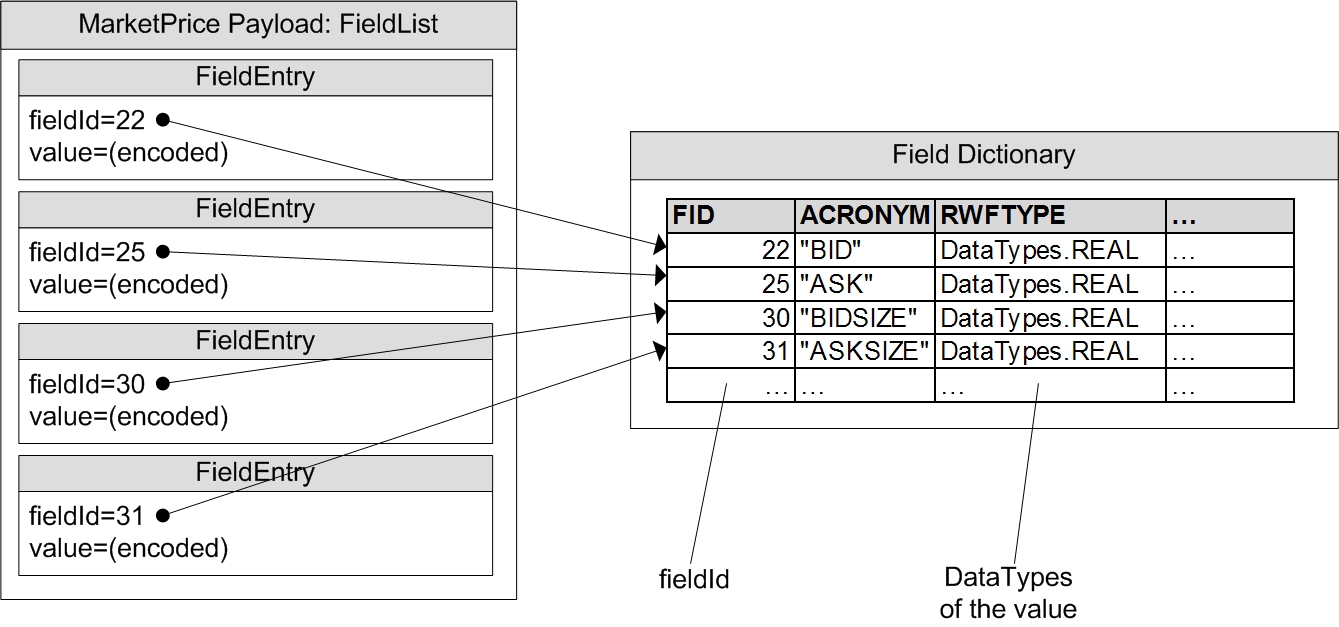 MarketPrice Payload: FieldList
FieldEntry
fieldId=22
value=(encoded)
FieldEntry
fieldId=25
value=(encoded)
FieldEntry
fieldId=30
value=(encoded)
FieldEntry
fieldId=31
value=(encoded)
Field Dictionary
FID ACRONYM RWFTYPE ...
22 "BID" DataTypes.REAL ...
25 "ASK" DataTypes.REAL ...
30 "BIDSIZE" DataTypes.REAL ...
31 "ASKSIZE" DataTypes.REAL ...
... ... ... ...
fieldId
DataTypes
of the value